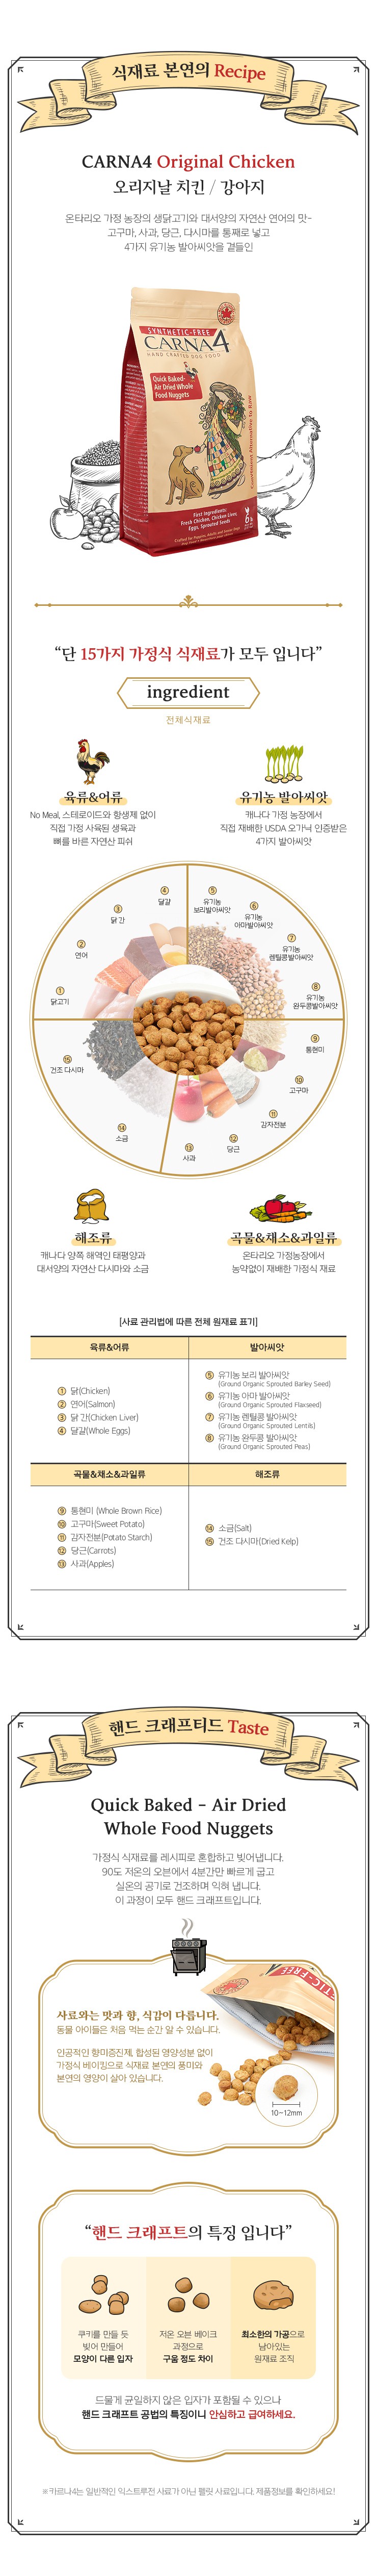 식재료 본연의 Recipe
CARNA4 Original Chicken
오리지날 치킨 / 강아지
온타리오 가정 농장의 생닭고기와 대서양의 자연산 연어의 맛-
고구마, 사과, 당근, 다시마를 통째로 넣고
4가지 유기농 발아씨앗을 곁들인
SYNTHETIC-FREE
CARNA4
HAND CRAFTED DOG FOOD
Quick Baked-
Air Dried Whole
Food Nuggets
First Ingredients:
Fresh Chicken, Chicken Liver,
Eggs, Sprouted Seeds
“단 15가지 가정식 식재료가 모두 입니다”
ingredient
전체식재료
육류&어류
No Meal, 스테로이드와 항생제 없이
직접 가정 사육된 생육과
뼈를 바른 자연산 피쉬
유기농 발아씨앗
캐나다 가정 농장에서
직접 재배한 USDA 오가닉 인증받은
4가지 발아씨앗
① 닭고기
② 연어
③ 닭 간
④ 달걀
⑤ 유기농
보리발아씨앗
⑥ 유기농
아마발아씨앗
⑦ 유기농
렌틸콩발아씨앗
⑧ 유기농
완두콩발아씨앗
⑨ 통현미
⑩ 고구마
⑪ 감자전분
⑫ 당근
⑬ 사과
⑭ 소금
⑮ 건조 다시마
해조류
캐나다 양쪽 해역인 태평양과
대서양의 자연산 다시마와 소금
곡물&채소&과일류
온타리오 가정농장에서
농약없이 재배한 가정식 재료
[사료 관리법에 따른 전체 원재료 표기]
육류&어류
① 닭(Chicken)
② 연어(Salmon)
③ 닭 간(Chicken Liver)
④ 달걀(Whole Eggs)
발아씨앗
⑤ 유기농 보리 발아씨앗
(Ground Organic Sprouted Barley Seed)
⑥ 유기농 아마 발아씨앗
(Ground Organic Sprouted Flaxseed)
⑦ 유기농 렌틸콩 발아씨앗
(Ground Organic Sprouted Lentils)
⑧ 유기농 완두콩 발아씨앗
(Ground Organic Sprouted Peas)
곡물&채소&과일류
⑨ 통현미 (Whole Brown Rice)
⑩ 고구마(Sweet Potato)
⑪ 감자전분(Potato Starch)
⑫ 당근(Carrots)
⑬ 사과(Apples)
해조류
⑭ 소금(Salt)
⑮ 건조 다시마(Dried Kelp)
핸드 크래프티드 Taste
Quick Baked - Air Dried
Whole Food Nuggets
가정식 식재료를 레시피로 혼합하고 빚어냅니다.
90도 저온의 오븐에서 4분간만 빠르게 굽고
실온의 공기로 건조하며 익혀 냅니다.
이 과정이 모두 핸드 크래프트입니다.
사료와는 맛과 향, 식감이 다릅니다.
동물 아이들은 처음 먹는 순간 알 수 있습니다.
인공적인 향미증진제, 합성된 영양성분 없이
가정식 베이킹으로 식재료 본연의 풍미와
본연의 영양이 살아 있습니다.
TIC-FREE
10~12mm
“핸드 크래프트의 특징 입니다”
쿠키를 만들 듯
빚어 만들어
모양이 다른 입자
저온 오븐 베이크
과정으로
구움 정도 차이
최소한의 가공으로
남아있는
원재료 조직
드물게 균일하지 않은 입자가 포함될 수 있으나
핸드 크래프트 공법의 특징이니 안심하고 급여하세요.
※ 카르나4는 일반적인 익스트루전 사료가 아닌 펠릿 사료입니다. 제품정보를 확인하세요!